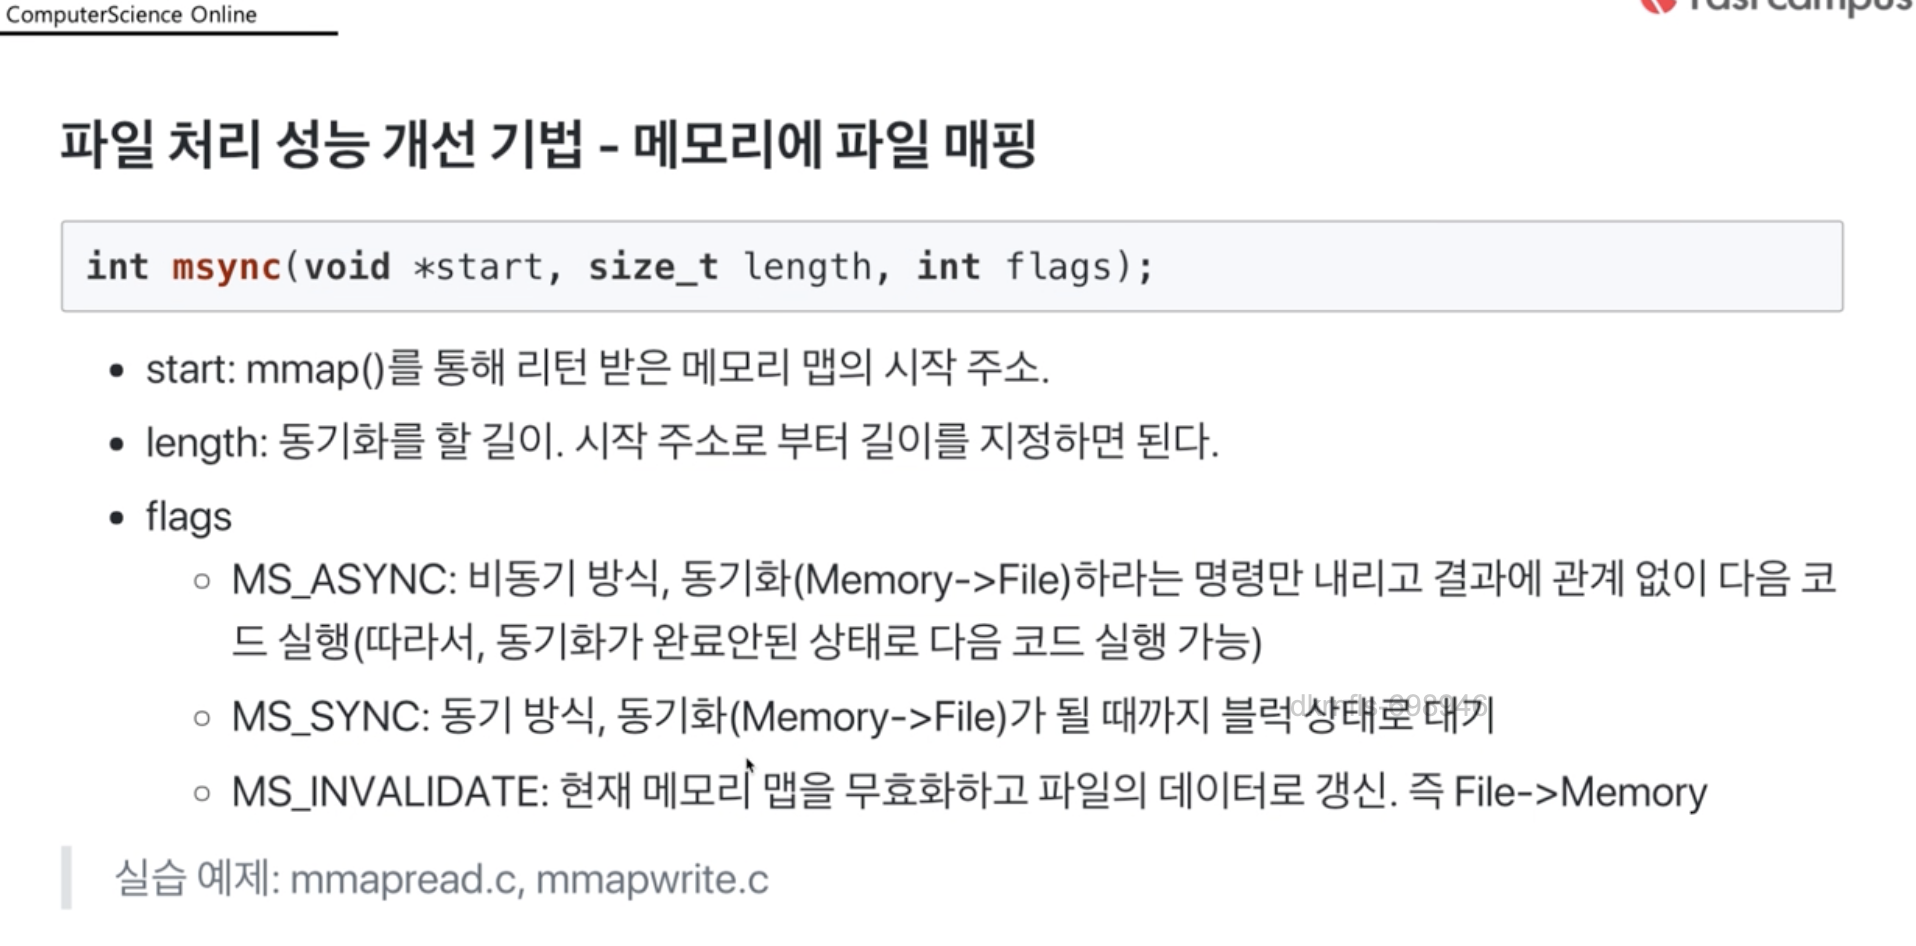 ComputerScience Online
파일 처리 성능 개선 기법 - 메모리에 파일 매핑
int msync(void *start, size_t length, int flags);
• start: mmap()를 통해 리턴 받은 메모리 맵의 시작 주소.
• length: 동기화를 할 길이. 시작 주소로 부터 길이를 지정하면 된다.
• flags
○ MS_ASYNC: 비동기 방식, 동기화(Memory->File)하라는 명령만 내리고 결과에 관계 없이 다음 코
드 실행(따라서, 동기화가 완료안된 상태로 다음 코드 실행 가능)
○ MS_SYNC: 동기 방식, 동기화(Memory->File)가 될 때까지 블럭 상태로 대기
○ MS_INVALIDATE: 현재 메모리 맵을 무효화하고 파일의 데이터로 갱신. 즉 File->Memory
실습 예제: mmapread.c, mmapwrite.c